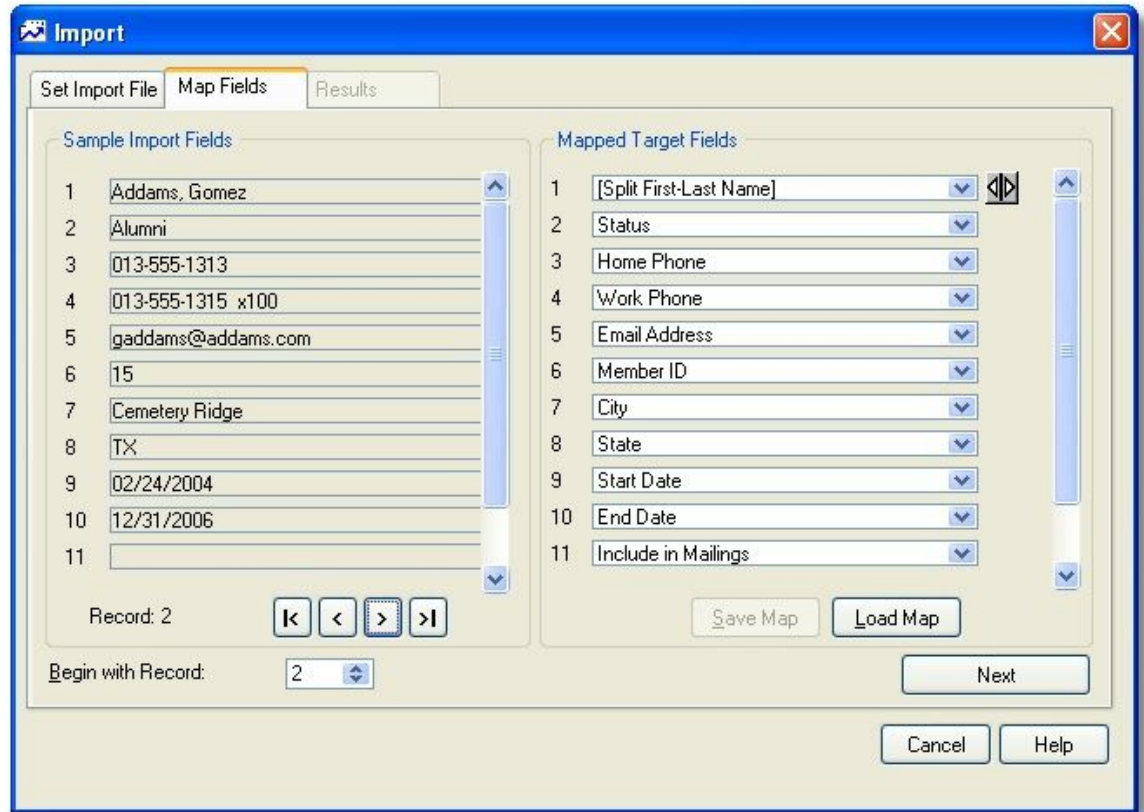 Import
Set Import File Map Fields Results
Sample Import Fields
1 Addams, Gomez
2 Alumni
3 013-555-1313
4 013-555-1315 x100
5 gaddams@addams.com
6 15
7 Cemetery Ridge
8 TX
9 02/24/2004
10 12/31/2006
11
Record: 2
Begin with Record: 2
Mapped Target Fields
1 [Split First-Last Name]
2 Status
3 Home Phone
4 Work Phone
5 Email Address
6 Member ID
7 City
8 State
9 Start Date
10 End Date
11 Include in Mailings
Save Map Load Map
Next
Cancel Help